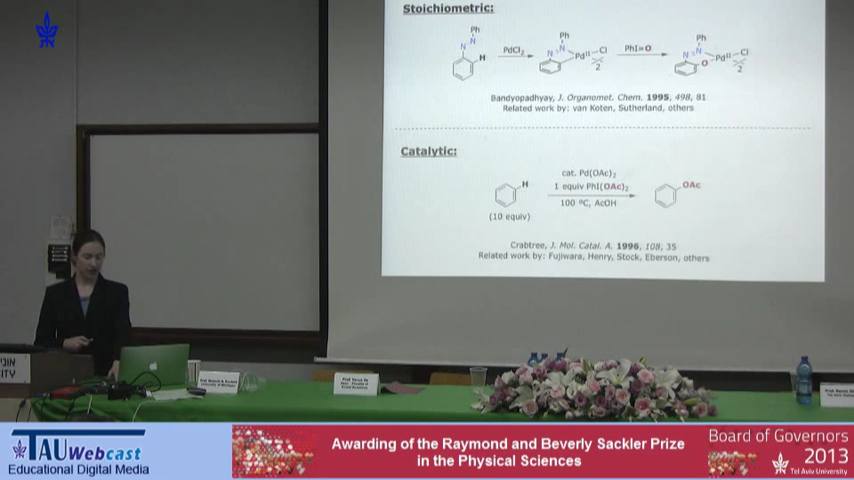 Stoichiometric:
Ph
N
N
H
PdCl2
Ph
N
N
Pd
II
Cl
2
PhI=O
Ph
N
N
O
Pd
II
Cl
2
Bandyopadhyay, J. Organomet. Chem. 1995, 498, 81
Related work by: van Koten, Sutherland, others
Catalytic:
H
(10 equiv)
cat. Pd(OAc)2
1 equiv PhI(OAc)2
100 ºC, AcOH
OAc
Crabtree, J. Mol. Catal. A. 1996, 108, 35
Related work by: Fujiwara, Henry, Stock, Eberson, others
TAU Webcast
Educational Digital Media
Awarding of the Raymond and Beverly Sackler Prize
in the Physical Sciences
Board of Governors
2013
Tel Aviv University